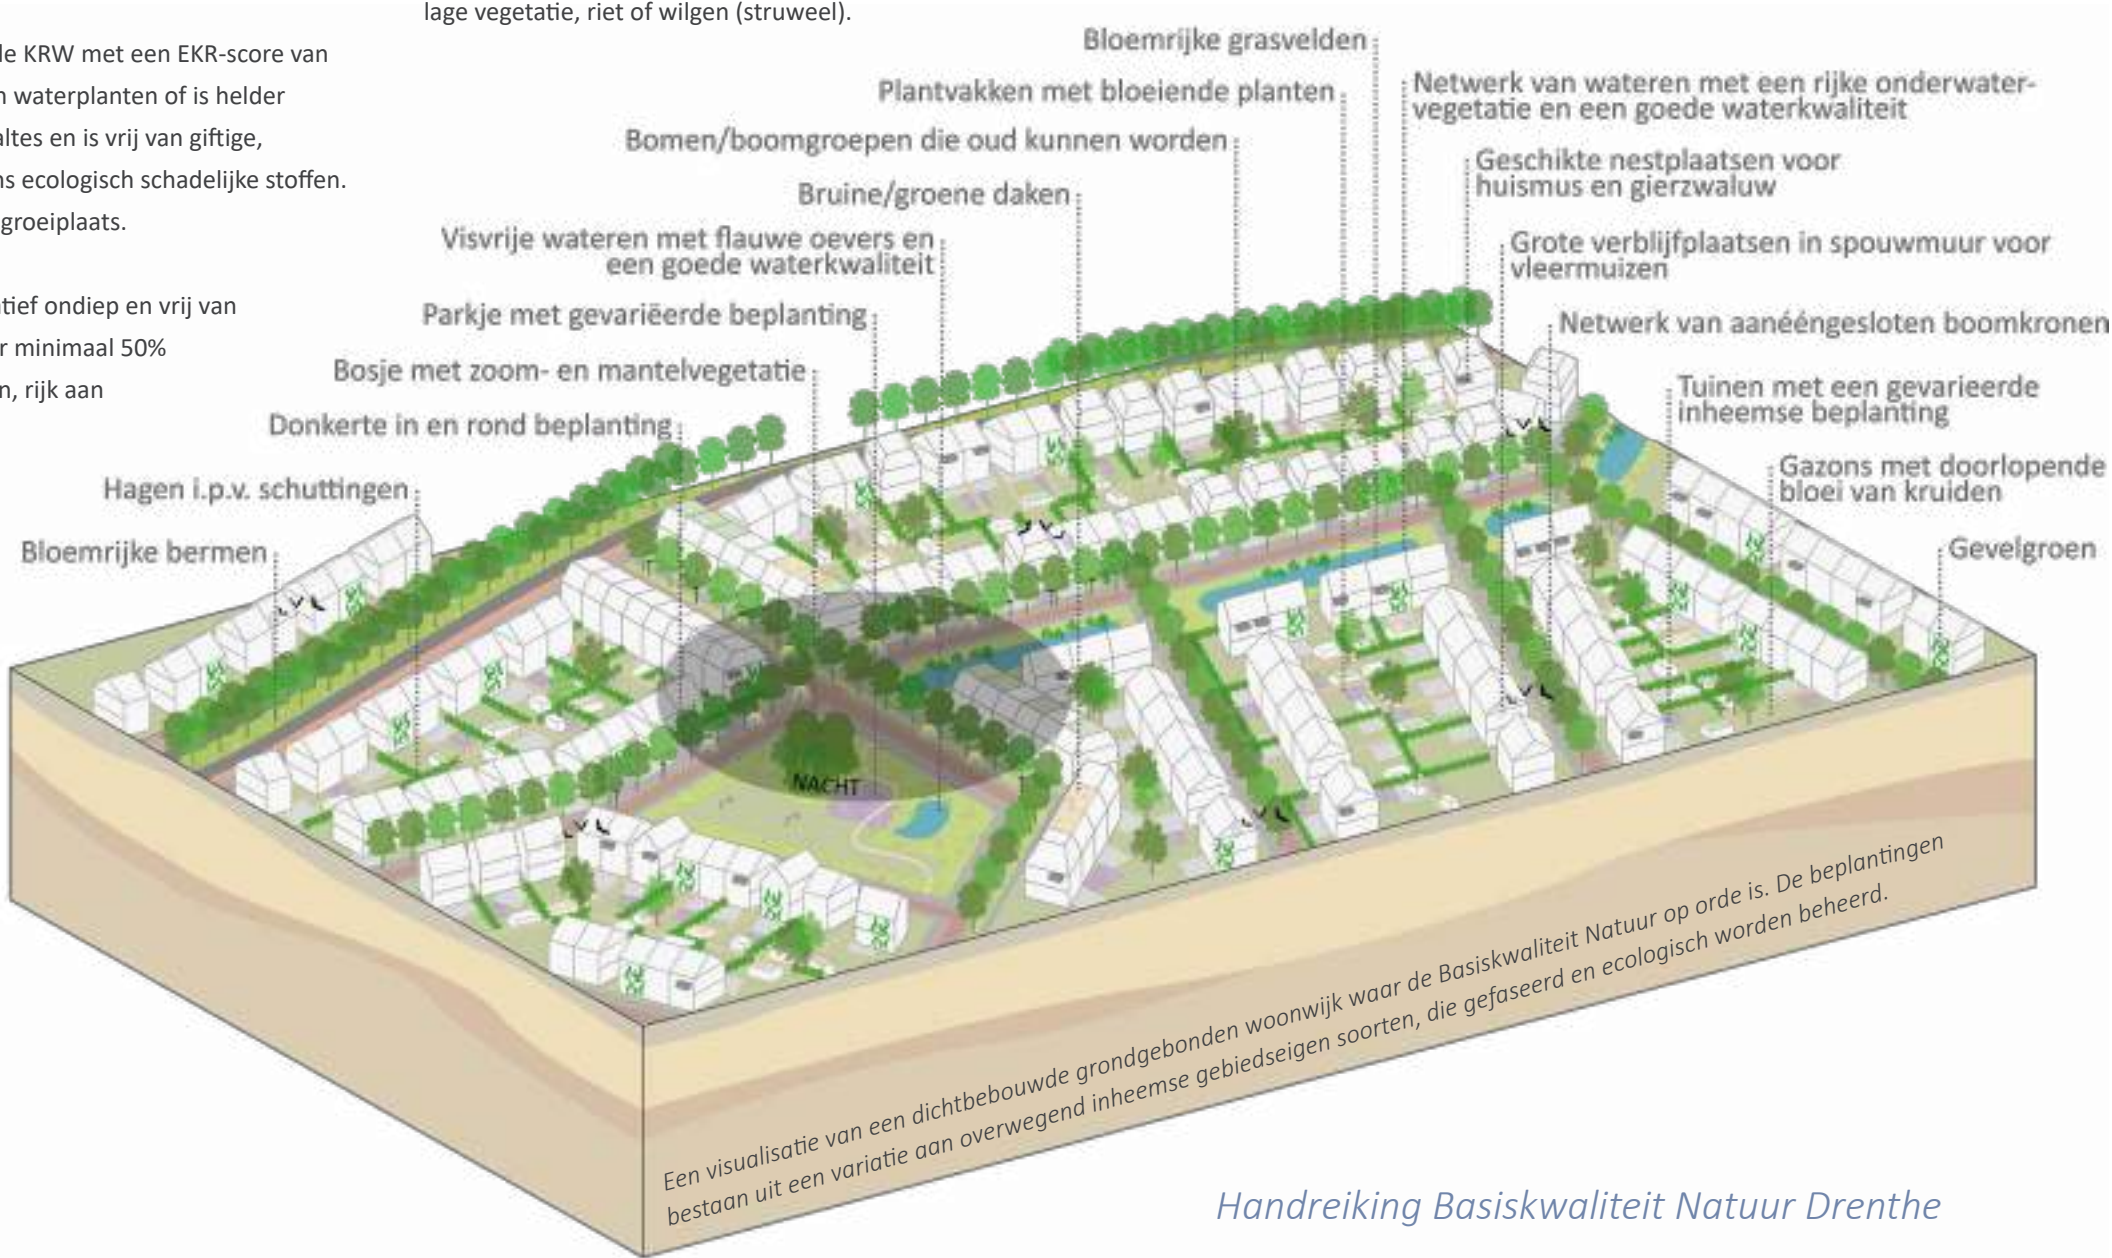 lage vegetatie, riet of wilgen (struweel).
de KRW met een EKR-score van
n waterplanten of is helder
altes en is vrij van giftige,
ns ecologisch schadelijke stoffen.
groeiplaats.
tief ondiep en vrij van
r minimaal 50%
n, rijk aan
Bloemrijke grasvelden
Plantvakken met bloeiende planten
Bomen/boomgroepen die oud kunnen worden
Bruine/groene daken
Visvrije wateren met flauwe oevers en
een goede waterkwaliteit
Parkje met gevariëerde beplanting
Bosje met zoom- en mantelvegetatie
Donkerte in en rond beplanting
Hagen i.p.v. schuttingen
Bloemrijke bermen
Netwerk van wateren met een rijke onderwater-
vegetatie en een goede waterkwaliteit
Geschikte nestplaatsen voor
huismus en gierzwaluw
Grote verblijfplaatsen in spouwmuur voor
vleermuizen
Netwerk van aanééngesloten boomkronen
Tuinen met een gevarieerde
inheemse beplanting
Gazons met doorlopende
bloei van kruiden
Gevelgroen
NACHT
Een visualisatie van een dichtbebouwde grondgebonden woonwijk waar de Basiskwaliteit Natuur op orde is. De beplantingen
bestaan uit een variatie aan overwegend inheemse gebiedseigen soorten, die gefaseerd en ecologisch worden beheerd.
Handreiking Basiskwaliteit Natuur Drenthe